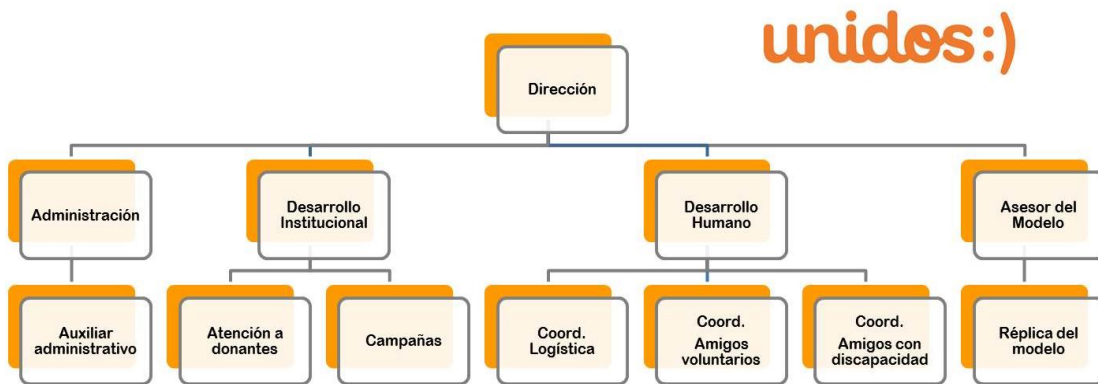 unidos:)
Dirección
Administración
Desarrollo
Institucional
Desarrollo
Humano
Asesor del
Modelo
Auxiliar
administrativo
Atención a
donantes
Campañas
Coord.
Logística
Coord.
Amigos
voluntarios
Coord.
Amigos con
discapacidad
Réplica del
modelo